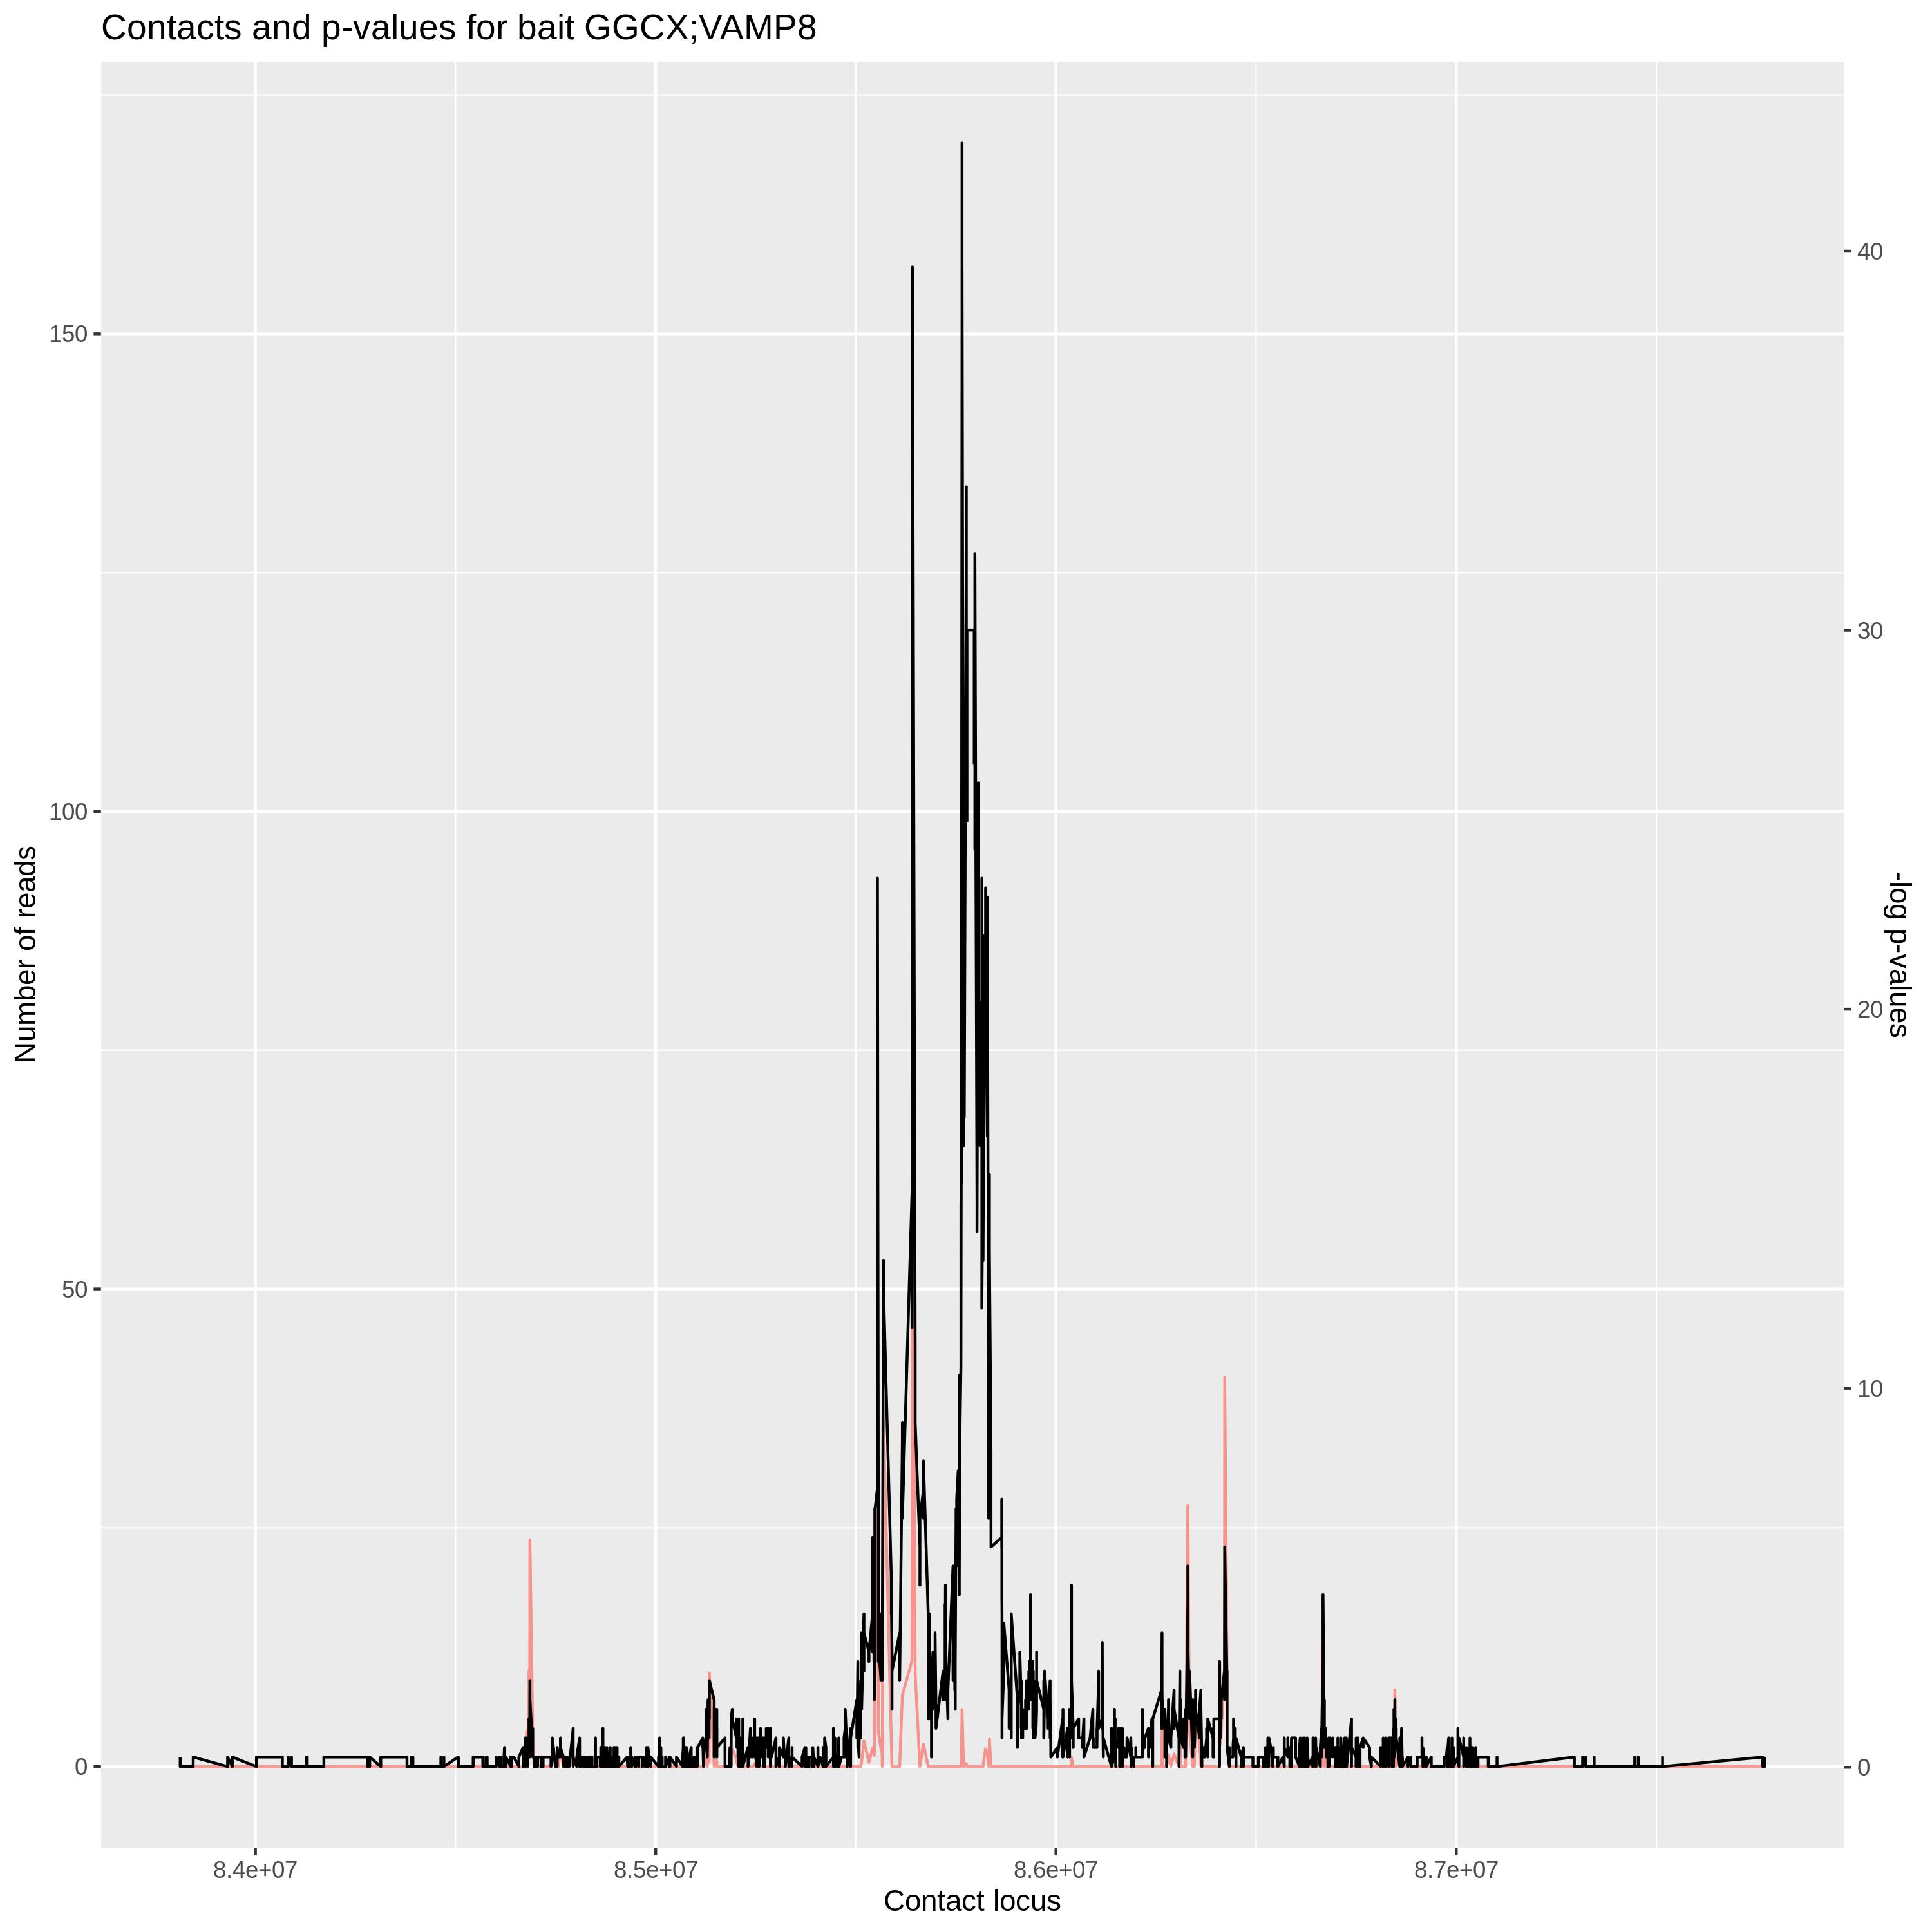 Contacts and p-values for bait GGCX;VAMP8
150
100
50
0
Number of reads
40
30
20
10
0
-log p-values
8.4e+07 8.5e+07 8.6e+07 8.7e+07
Contact locus